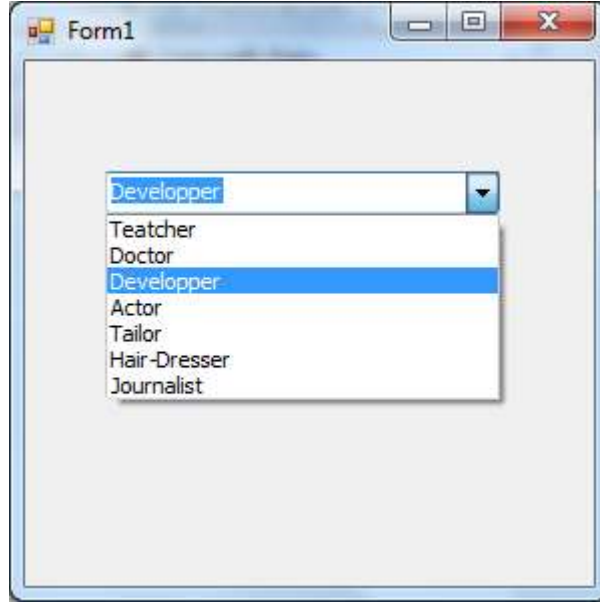 Form1
Developper
Teatcher
Doctor
Developper
Actor
Tailor
Hair-Dresser
Journalist